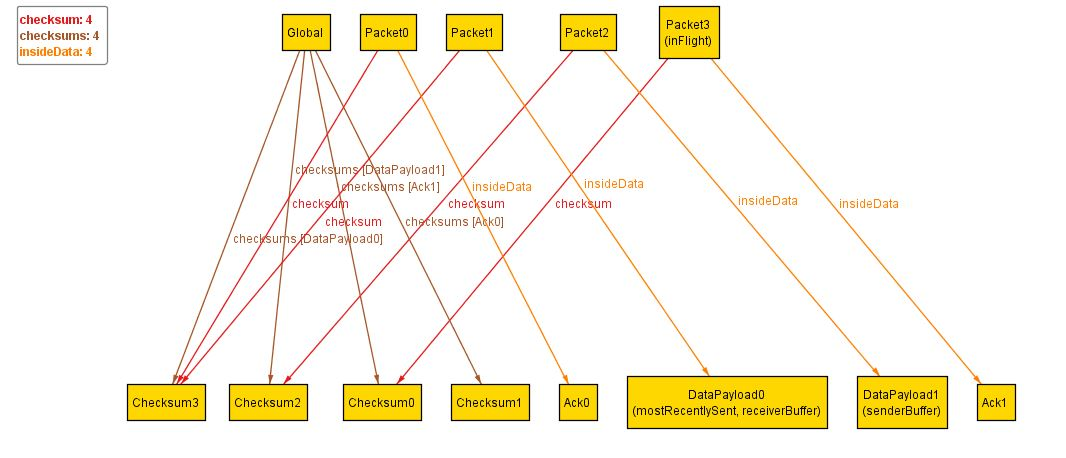 checksum: 4
checksums: 4
insideData: 4
Global
Packet0
Packet1
Packet2
Packet3
(inFlight)
checksums [DataPayload1]
checksums [Ack1]
insideData
insideData
checksum
checksum
checksum
insideData
insideData
checksum
checksums [Ack0]
checksums [DataPayload0]
Checksum3
Checksum2
Checksum0
Checksum1
Ack0
DataPayload0
(mostRecentlySent, receiverBuffer)
DataPayload1
(senderBuffer)
Ack1